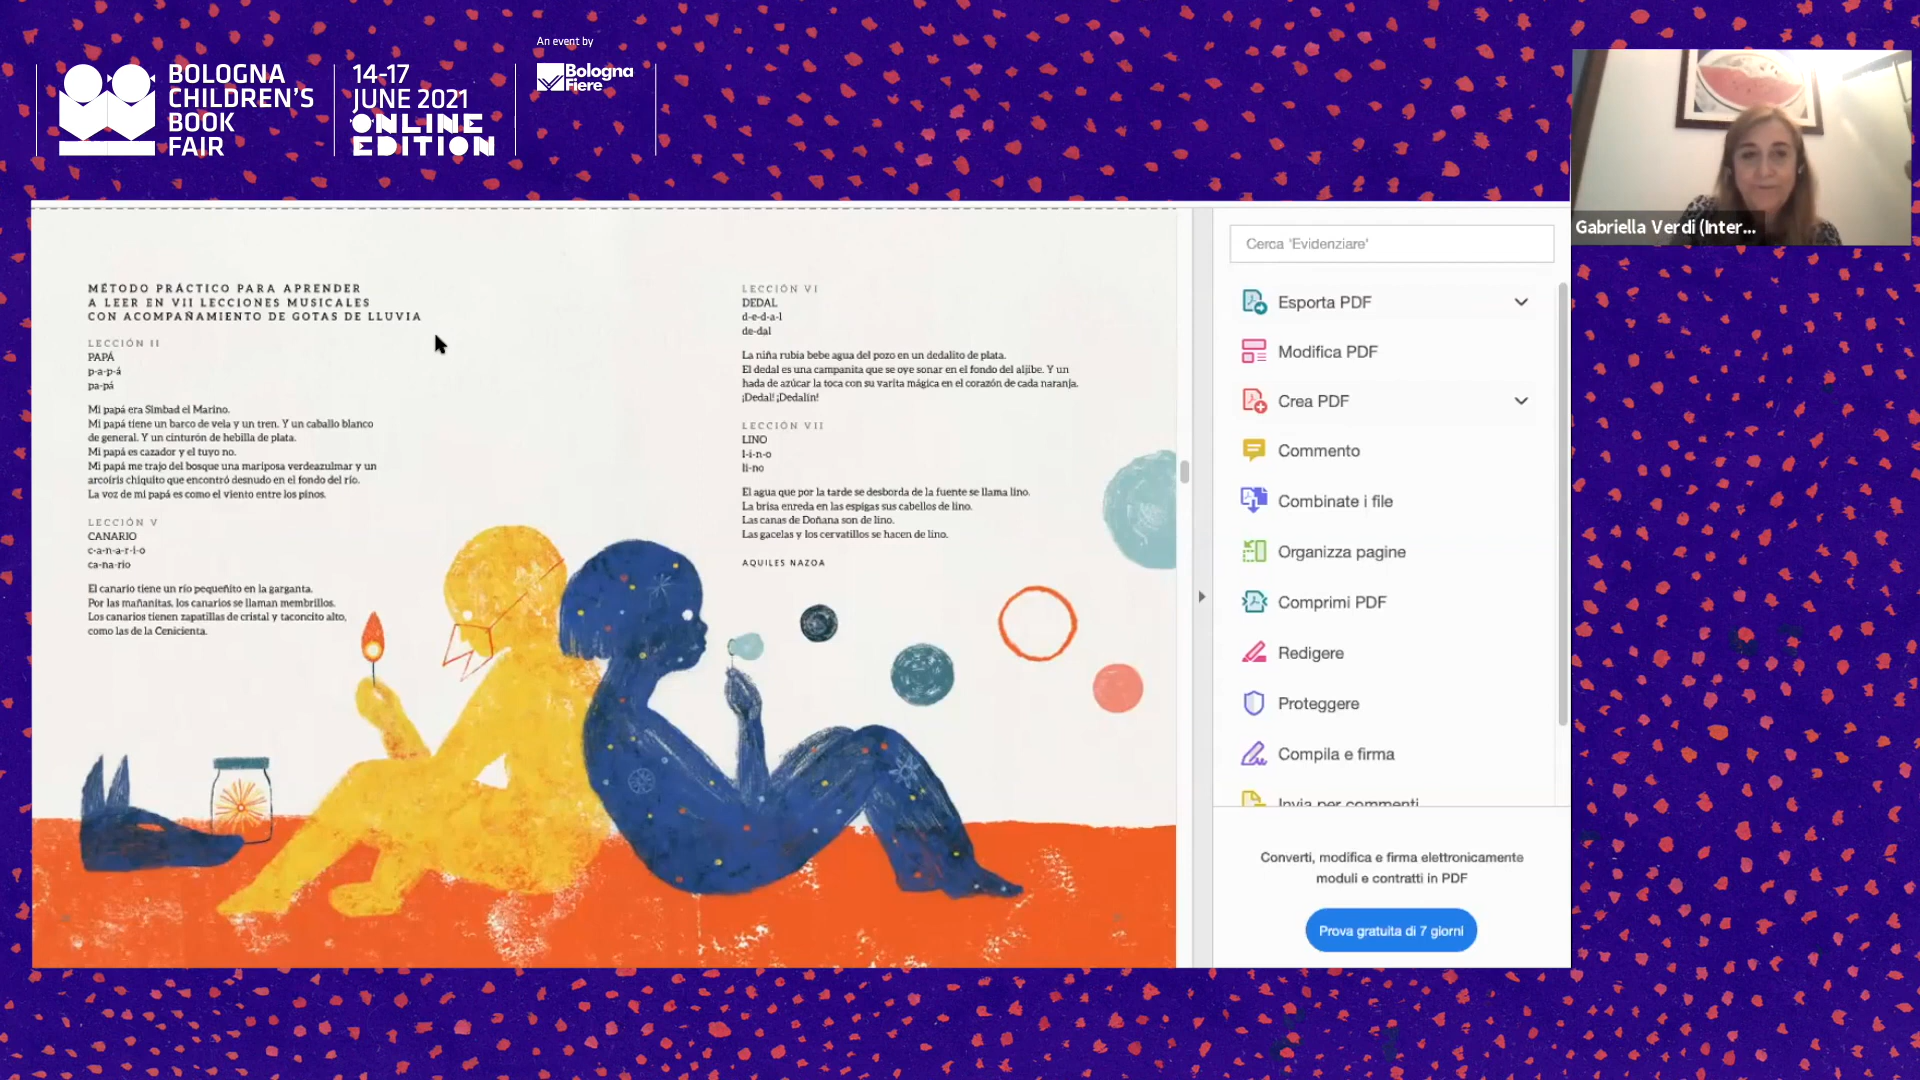 BOLOGNA
CHILDREN'S
BOOK
FAIR
14-17
JUNE 2021
ONLINE
EDITION
An event by
Bologna
Fiere
Gabriella Verdi (Inter...
MÉTODO PRÁCTICO PARA APRENDER
A LEER EN VII LECCIONES MUSICALES
CON ACOMPAÑAMIENTO DE GOTAS DE LLUVIA
LECCIÓN II
PAPÁ
p-a-p-á
pa-pá
Mi papá era Simbad el Marino.
Mi papá tiene un barco de vela y un tren. Y un caballo blanco
de general. Y un cinturón de hebilla de plata.
Mi papá es cazador y el tuyo no.
Mi papá me trajo del bosque una mariposa verdeazulmar y un
arcoíris chiquito que encontró desnudo en el fondo del río.
La voz de mi papá es como el viento entre los pinos.
LECCIÓN V
CANARIO
c-a-n-a-r-i-o
ca-na-rio
El canario tiene un río pequeñito en la garganta.
Por las mañanitas, los canarios se llaman membrillos.
Los canarios tienen zapatillas de cristal y taconcito alto,
como las de la Cenicienta.
LECCIÓN VI
DEDAL
d-e-d-a-l
de-dal
La niña rubia bebe agua del pozo en un dedalito de plata.
El dedal es una campanita que se oye sonar en el fondo del aljibe. Y un
hada de azúcar la toca con su varita mágica en el corazón de cada naranja.
¡Dedal! ¡Dedalín!
LECCIÓN VII
LINO
l-i-n-o
li-no
El agua que por la tarde se desborda de la fuente se llama lino.
La brisa enreda en las espigas sus cabellos de lino.
Las canas de Doñana son de lino.
Las gacelas y los cervatillos se hacen de lino.
AQUILES NAZOA
Cerca 'Evidenziare'
Esporta PDF
Modifica PDF
Crea PDF
Commento
Combinate i file
Organizza pagine
Comprimi PDF
Redigere
Proteggere
Compila e firma
Invia per commenti
Converti, modifica e firma elettronicamente
moduli e contratti in PDF
Prova gratuita di 7 giorni